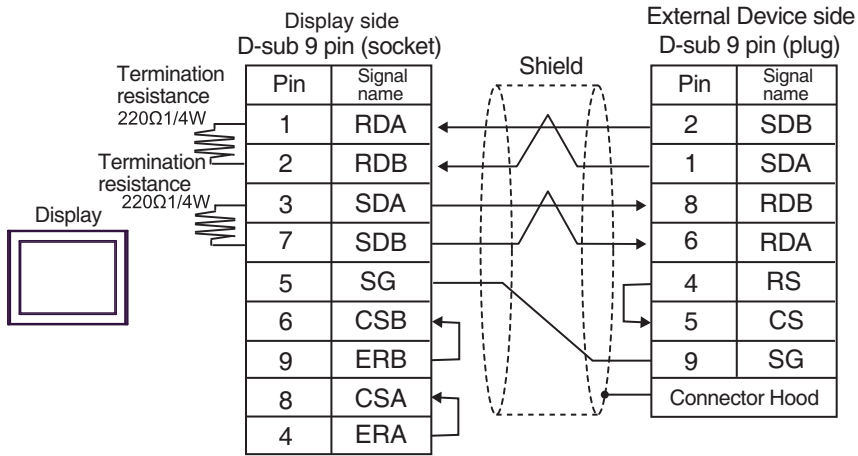 Display side
D-sub 9 pin (socket)
External Device side
D-sub 9 pin (plug)
Shield
Termination
resistance
220Ω1/4W
Termination
resistance
220Ω1/4W
Display
Pin Signal name
1 RDA
2 RDB
3 SDA
7 SDB
5 SG
6 CSB
9 ERB
8 CSA
4 ERA
Pin Signal name
2 SDB
1 SDA
8 RDB
6 RDA
4 RS
5 CS
9 SG
Connector Hood